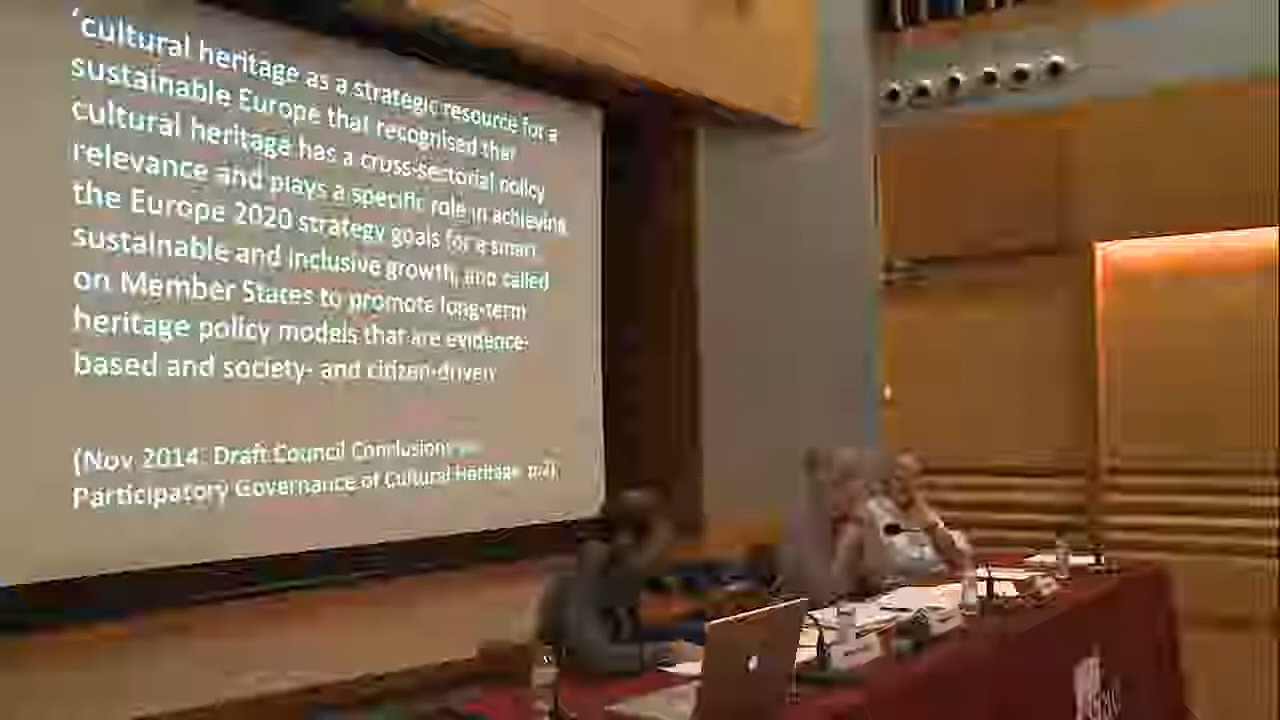 ‘cultural heritage as a strategic resource for a
sustainable Europe that recognised that
cultural heritage has a cross-sectorial policy
relevance and plays a specific role in achieving
the Europe 2020 strategy goals for a smart,
sustainable and inclusive growth, and called
on Member States to promote long-term
heritage policy models that are evidence-
based and society- and citizen-driven
(Nov 2014: Draft Council Conclusions
Participatory Governance of Cultural Heritage